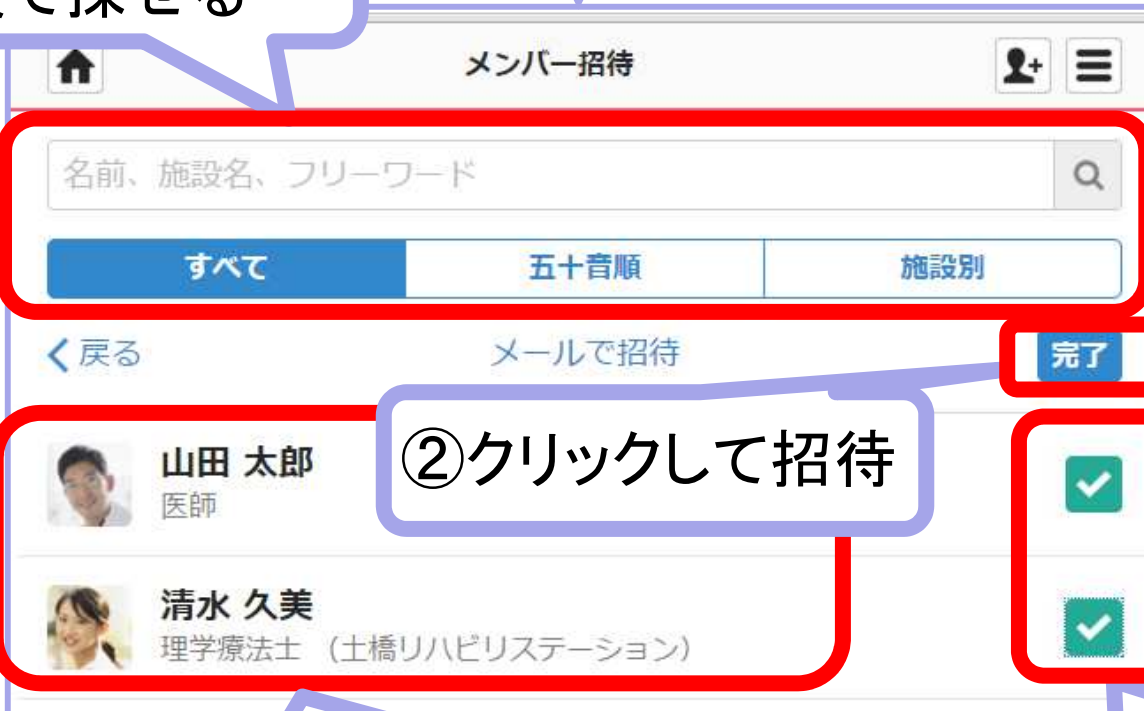 で探せる
メンバー招待
名前、施設名、フリーワード
すべて 五十音順 施設別
戻る メールで招待 完了
②クリックして招待
山田 太郎
医師
清水 久美
理学療法士 （土橋リハビリステーション）